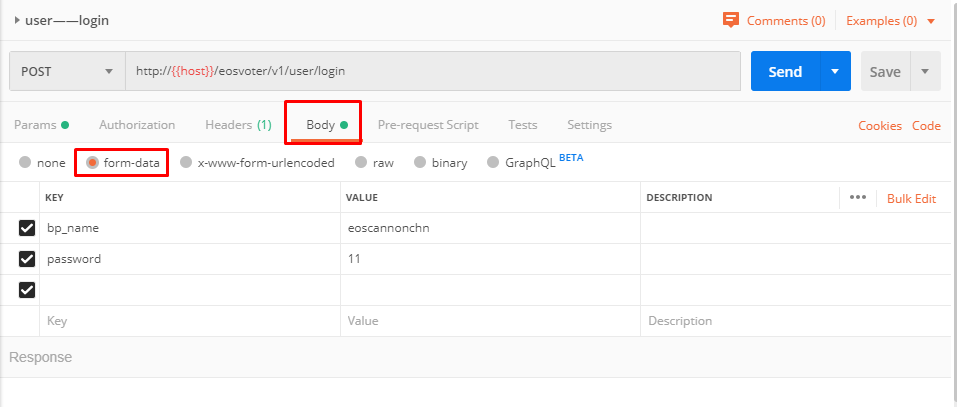 user——login Comments (0) Examples (0)
POST http://{{host}}/eosvoter/v1/user/login Send Save
Params Authorization Headers (1) Body Pre-request Script Tests Settings Cookies Code
none form-data x-www-form-urlencoded raw binary GraphQL BETA
KEY VALUE DESCRIPTION ••• Bulk Edit
bp_name eoscannonchn
password 11
Key Value Description
Response